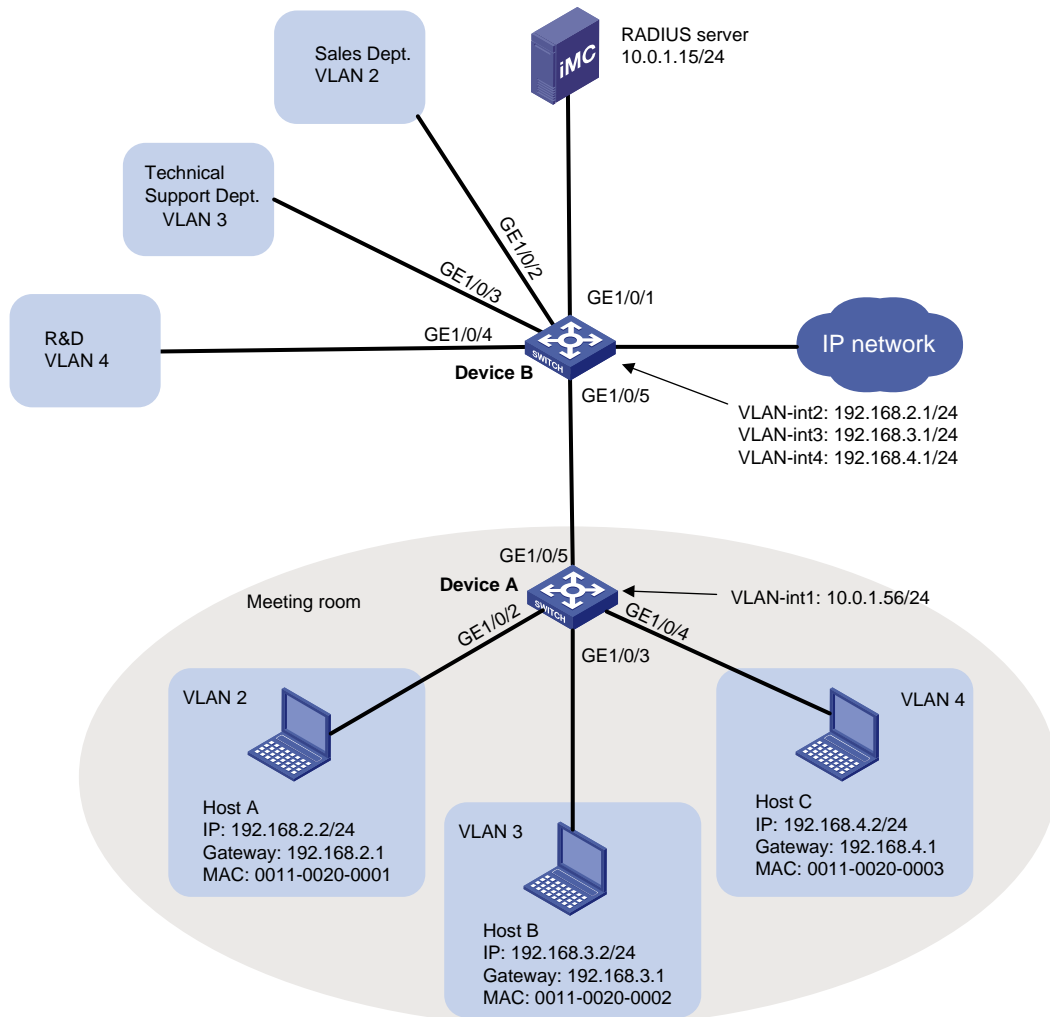 Sales Dept.
VLAN 2
iMC
RADIUS server
10.0.1.15/24
Technical
Support Dept.
VLAN 3
GE1/0/2
GE1/0/3
GE1/0/1
R&D
VLAN 4
GE1/0/4
SWITCH
IP network
Device B
GE1/0/5
VLAN-int2: 192.168.2.1/24
VLAN-int3: 192.168.3.1/24
VLAN-int4: 192.168.4.1/24
GE1/0/5
Device A
SWITCH
VLAN-int1: 10.0.1.56/24
Meeting room
GE1/0/2
GE1/0/4
GE1/0/3
VLAN 2
Host A
IP: 192.168.2.2/24
Gateway: 192.168.2.1
MAC: 0011-0020-0001
VLAN 3
Host B
IP: 192.168.3.2/24
Gateway: 192.168.3.1
MAC: 0011-0020-0002
VLAN 4
Host C
IP: 192.168.4.2/24
Gateway: 192.168.4.1
MAC: 0011-0020-0003